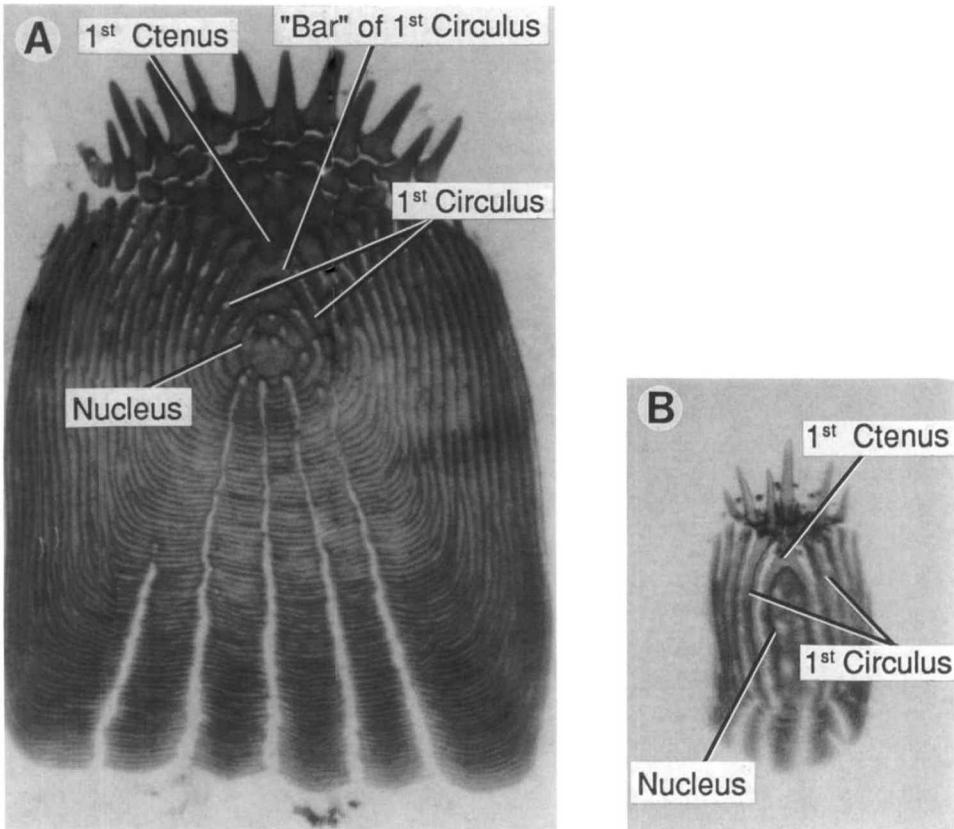 A
1st Ctenus
"Bar" of 1st Circulus
1st Circulus
Nucleus
B
1st Ctenus
1st Circulus
Nucleus